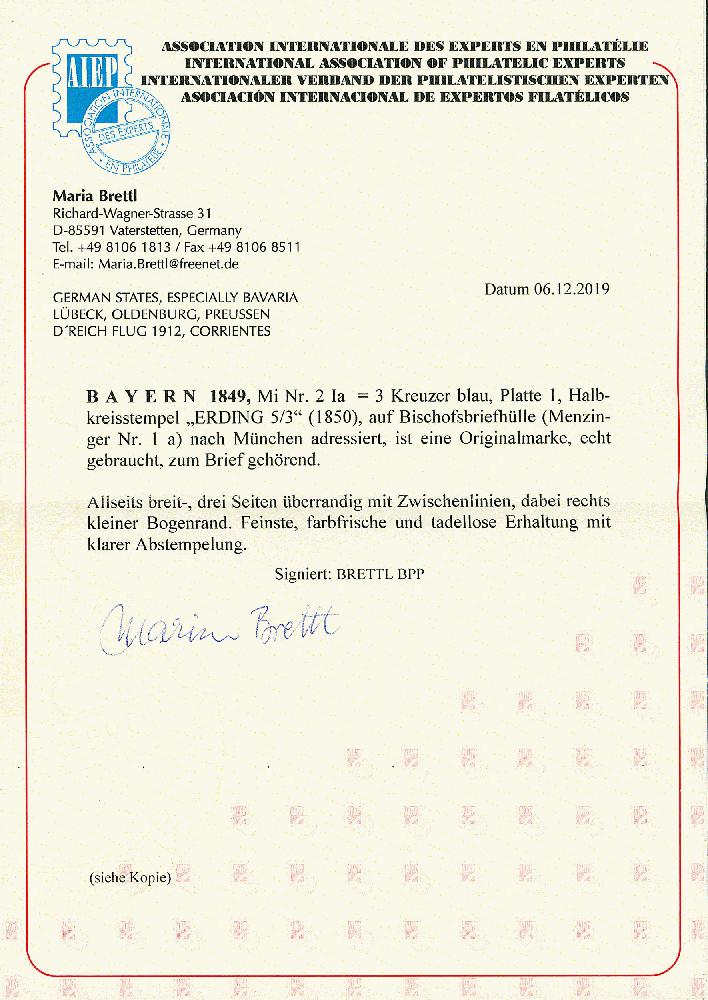 ASSOCIATION INTERNATIONALE DES EXPERTS EN PHILATÉLIE
INTERNATIONAL ASSOCIATION OF PHILATELIC EXPERTS
INTERNATIONALER VERBAND DER PHILATELISTISCHEN EXPERTEN
ASOCIACIÓN INTERNACIONAL DE EXPERTOS FILATÉLICOS
AIEP
ASSOCIATION INTERNATIONALE
DES EXPERTS
EN PHILATELIE
Maria Brettl
Richard-Wagner-Strasse 31
D-85591 Vaterstetten, Germany
Tel. +49 8106 1813 / Fax +49 8106 8511
E-mail: Maria.Brettl@freenet.de
Datum 06.12.2019
GERMAN STATES, ESPECIALLY BAVARIA
LÜBECK, OLDENBURG, PREUSSEN
D´REICH FLUG 1912, CORRIENTES
B A Y E R N 1849, Mi Nr. 2 Ia = 3 Kreuzer blau, Platte 1, Halb-
kreisstempel „ERDING 5/3“ (1850), auf Bischofsbriefhülle (Menzin-
ger Nr. 1 a) nach München adressiert, ist eine Originalmarke, echt
gebraucht, zum Brief gehörend.
Allseits breit-, drei Seiten überrandig mit Zwischenlinien, dabei rechts
kleiner Bogenrand. Feinste, farbfrische und tadellose Erhaltung mit
klarer Abstempelung.
Signiert: BRETTL BPP
Maria Brettl
(siehe Kopie)